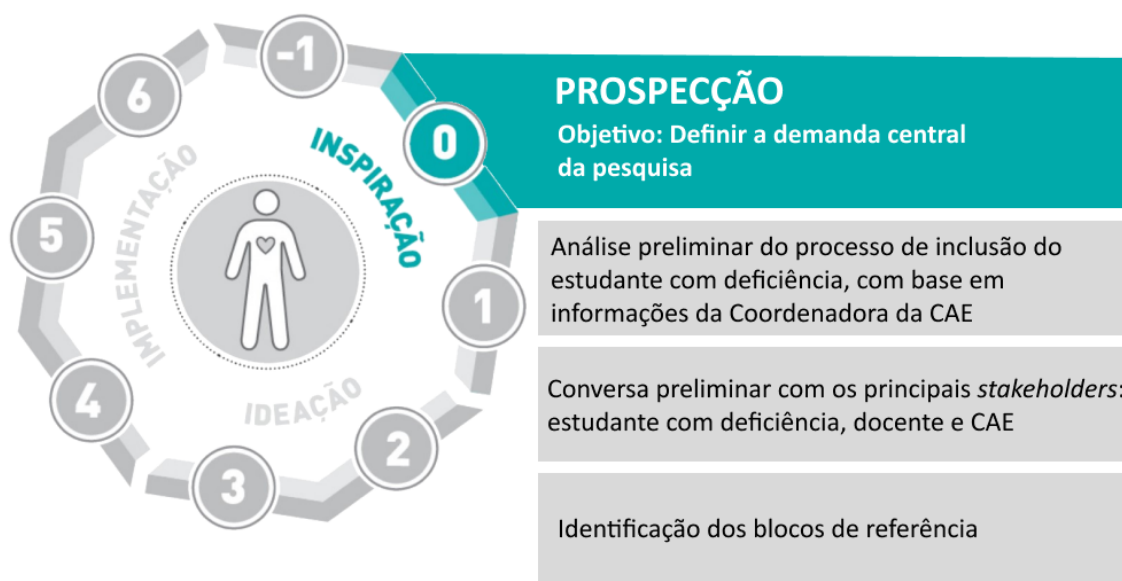 -1
0
1
2
3
4
5
6
INSPIRAÇÃO
IDEAÇÃO
IMPLEMENTAÇÃO
PROSPECÇÃO
Objetivo: Definir a demanda central
da pesquisa
Análise preliminar do processo de inclusão do
estudante com deficiência, com base em
informações da Coordenadora da CAE
Conversa preliminar com os principais stakeholders:
estudante com deficiência, docente e CAE
Identificação dos blocos de referência